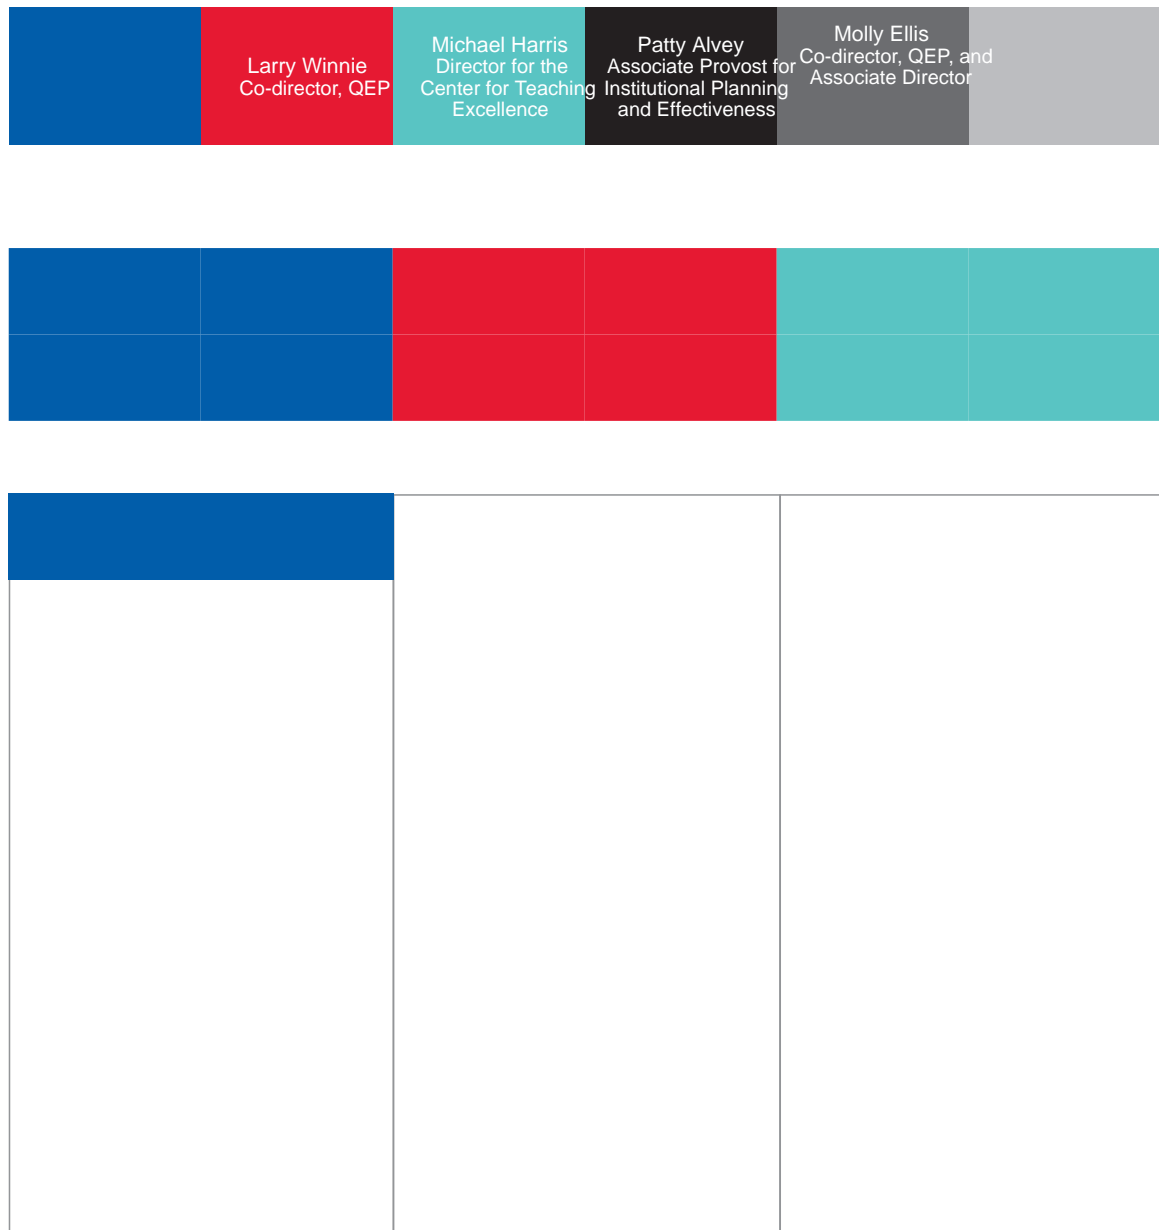 Larry Winnie
Co-director, QEP
Michael Harris
Director for the
Center for Teaching
Excellence
Patty Alvey
Associate Provost for
Institutional Planning
and Effectiveness
Molly Ellis
Co-director, QEP, and
Associate Director